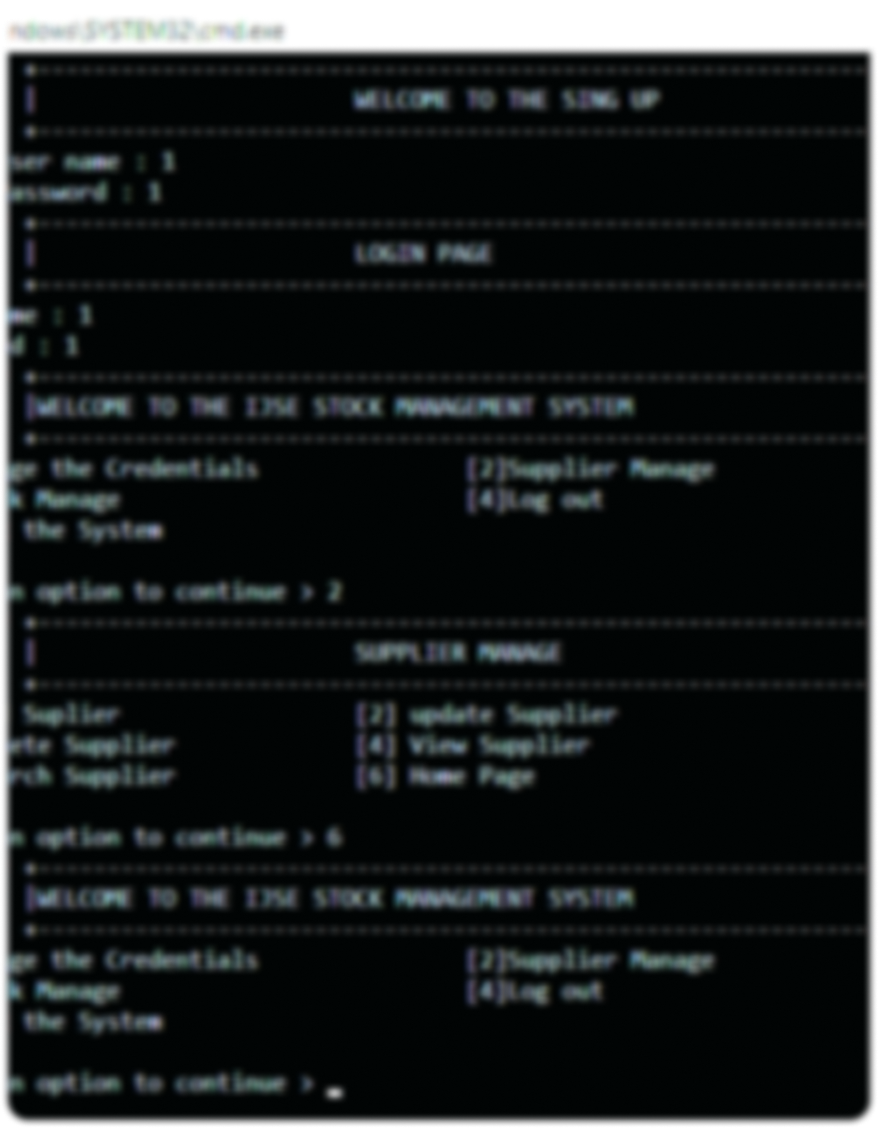 ndows\SYSTEM32\cmd.exe
WELCOME TO THE SING UP
ser name : 1
assword : 1
LOGIN PAGE
me : 1
d : 1
WELCOME TO THE IJSE STOCK MANAGEMENT SYSTEM
ge the Credentials [2]Supplier Manage
k Manage [4]Log out
the System
n option to continue > 2
SUPPLIER MANAGE
Suplier [2] update Supplier
ete Supplier [4] View Supplier
rch Supplier [6] Home Page
n option to continue > 6
WELCOME TO THE IJSE STOCK MANAGEMENT SYSTEM
ge the Credentials [2]Supplier Manage
k Manage [4]Log out
the System
n option to continue >